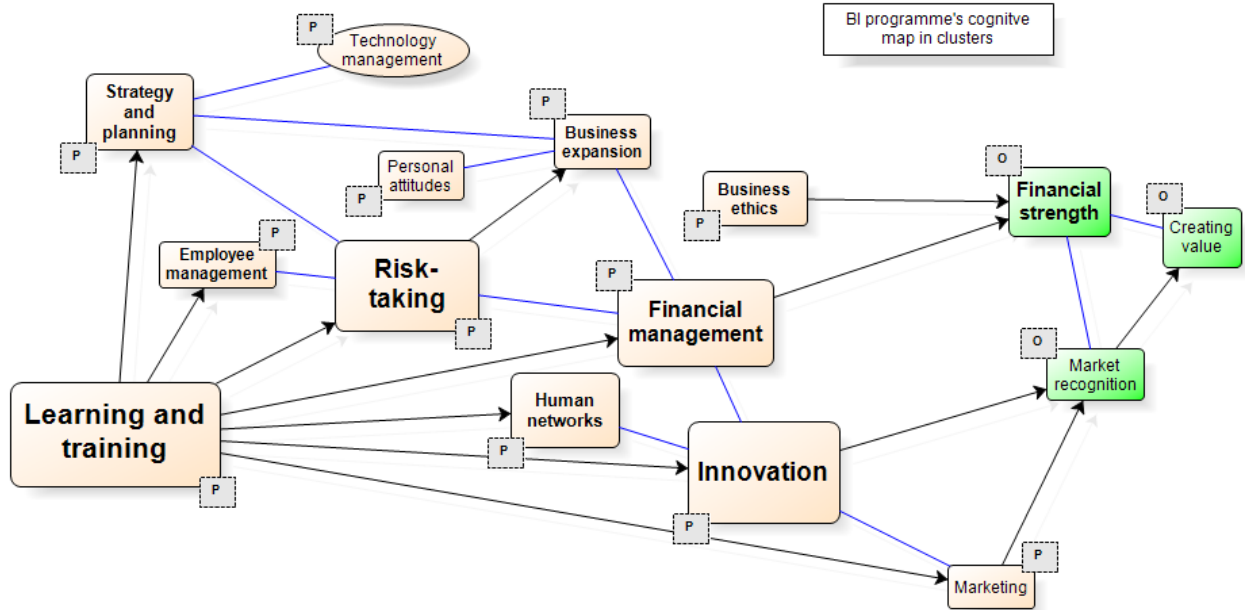 BI programme's cognitve
map in clusters
P
Technology
management
Strategy
and
planning
P
P
Business
expansion
Personal
attitudes
P
P
Business
ethics
P
O
Financial
strength
O
Creating
value
Employee
management
P
Risk-
taking
P
P
Financial
management
O
Market
recognition
Learning and
training
P
Human
networks
P
Innovation
P
Marketing
P